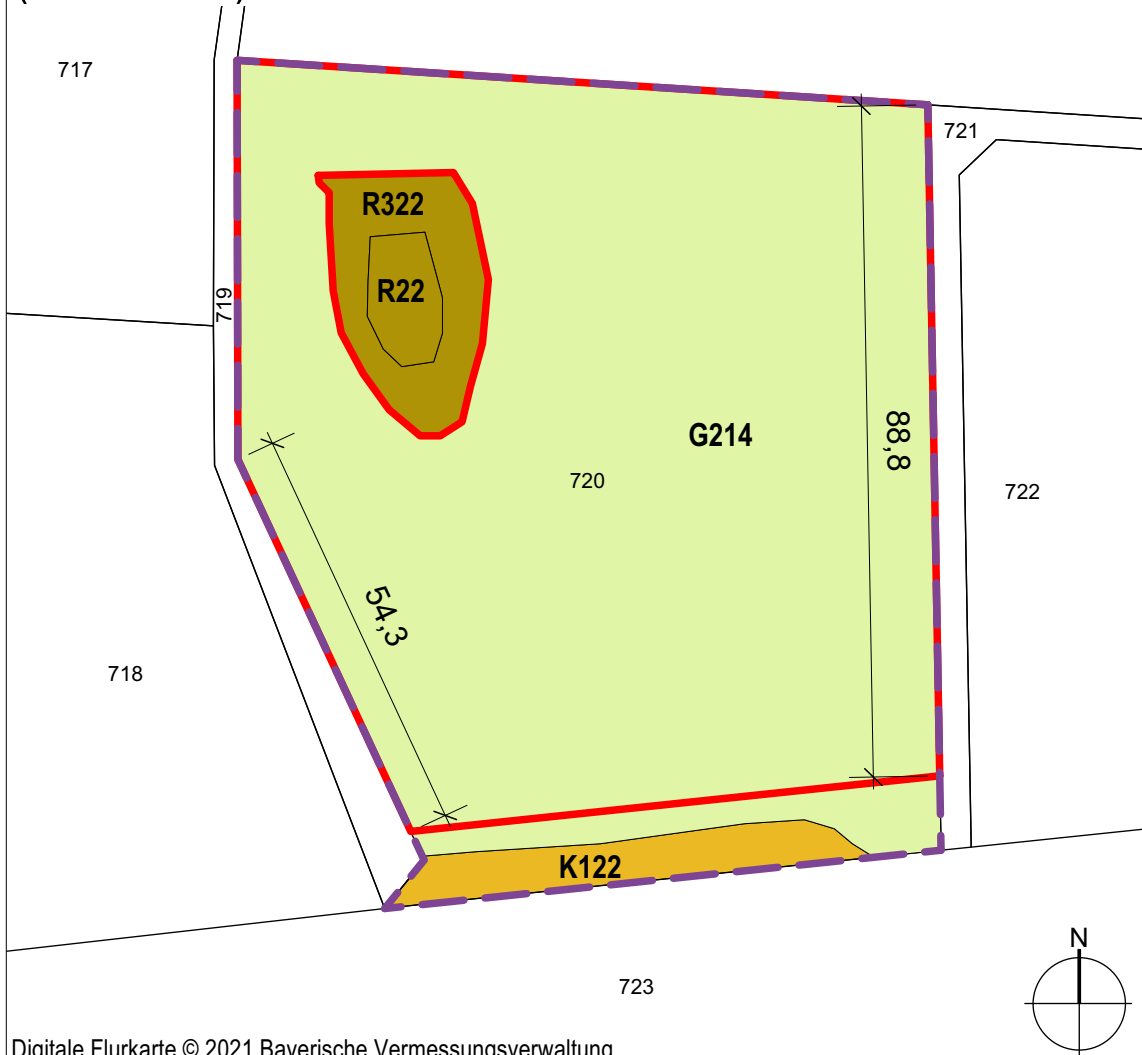 717
721
R322
R22
719
88,8
G214
720
722
54,3
718
K122
N
723
Digitale Flurkarte © 2021 Bayerische Vermessungsverwaltung